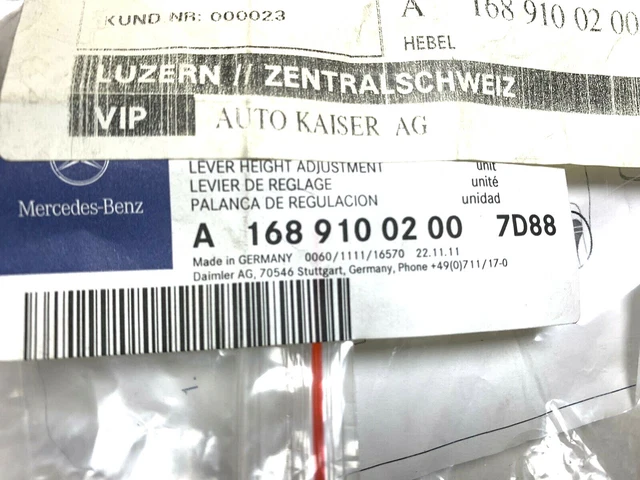 KUND NR: 000023
A 168 910 02 00
HEBEL
LUZERN // ZENTRALSCHWEIZ
VIP
AUTO KAISER AG
LEVER HEIGHT ADJUSTMENT unit
LEVIER DE REGLAGE unité
PALANCA DE REGULACION unidad
Mercedes-Benz
A 168 910 02 00 7D88
Made in GERMANY 0060/1111/16570 22.11.11
Daimler AG, 70546 Stuttgart, Germany, Phone +49(0)711/17-0